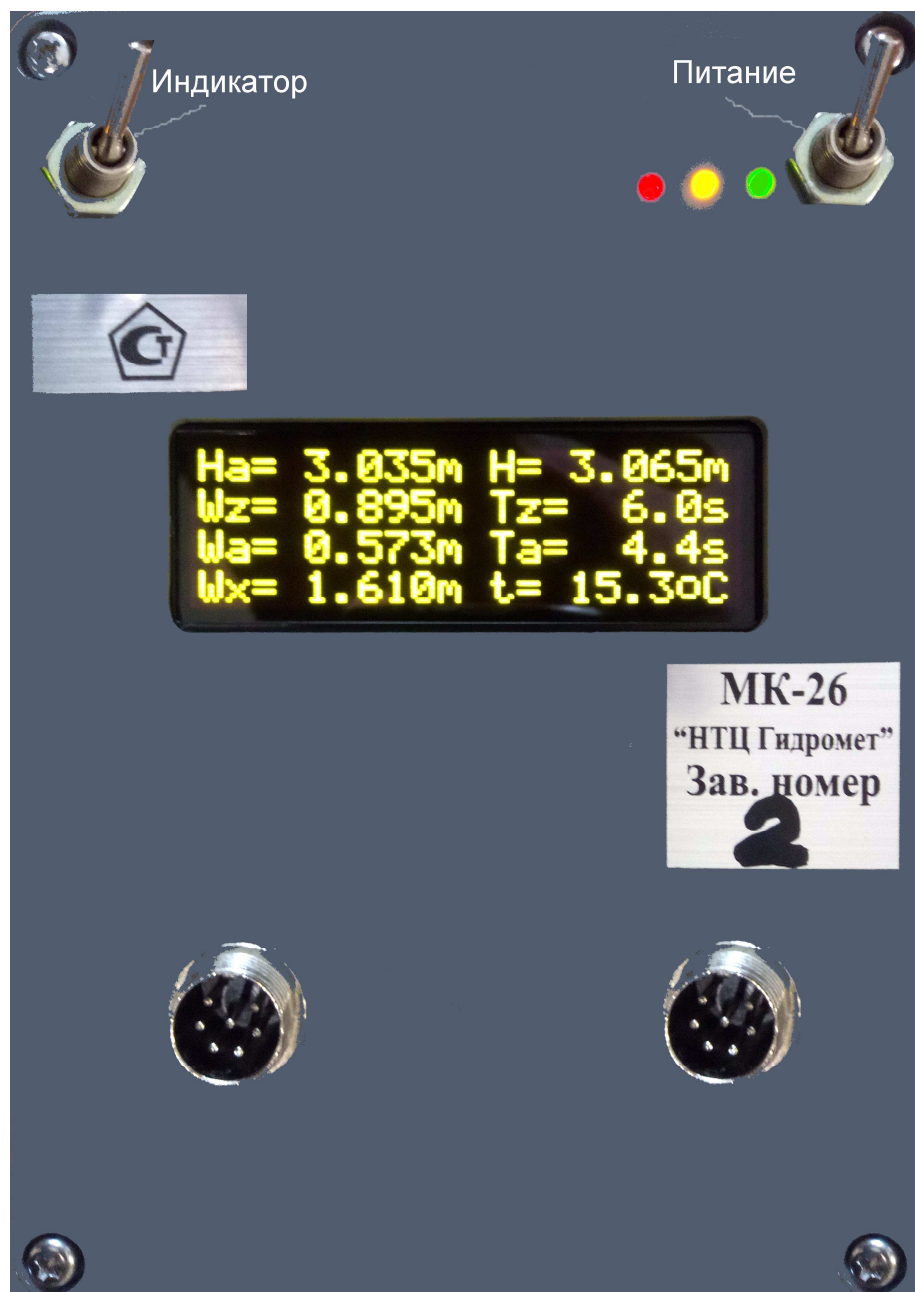 Индикатор
Питание
Ст
Ha= 3.035m H= 3.065m
Wz= 0.895m Tz= 6.0s
Wa= 0.573m Ta= 4.4s
Wx= 1.610m t= 15.3oC
МК-26
“НТЦ Гидромет”
Зав. номер
2